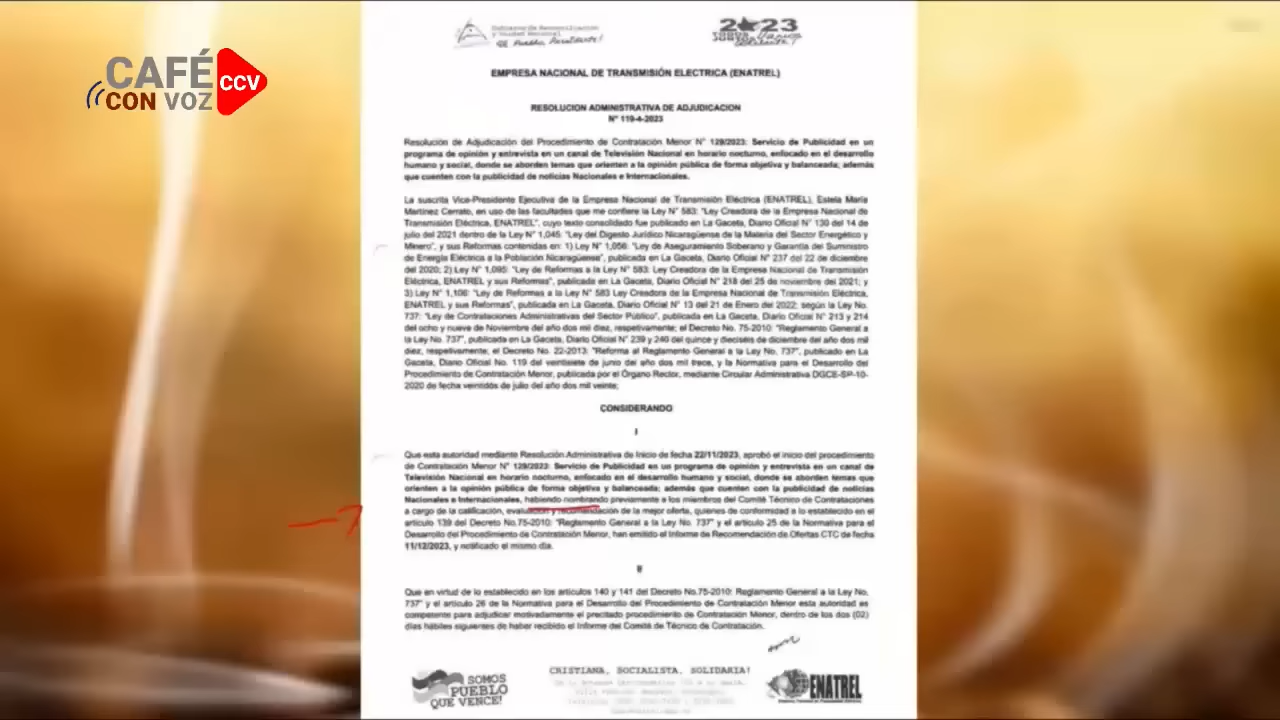 CAFÉ
CON VOZ
CCV
Gobierno de Reconciliación
y Unidad Nacional
El Pueblo, Presidente!
2023
TODOS
JUNTOS Vamos
adelante!
EMPRESA NACIONAL DE TRANSMISIÓN ELECTRICA (ENATREL)
RESOLUCION ADMINISTRATIVA DE ADJUDICACION
N° 119-4-2023
Resolución de Adjudicación del Procedimiento de Contratación Menor N° 129/2023: Servicio de Publicidad en un
programa de opinión y entrevista en un canal de Televisión Nacional en horario nocturno, enfocado en el desarrollo
humano y social, donde se aborden temas que orienten a la opinión pública de forma objetiva y balanceada; además
que cuenten con la publicidad de noticias Nacionales e Internacionales.
La suscrita Vice-Presidente Ejecutiva de la Empresa Nacional de Transmisión Eléctrica (ENATREL), Estela María
Martínez Cerrato, en uso de las facultades que me confiere la Ley N° 583: "Ley Creadora de la Empresa Nacional de
Transmisión Eléctrica, ENATREL", cuyo texto consolidado fue publicado en La Gaceta, Diario Oficial N° 130 del 14 de
julio del 2021 dentro de la Ley N° 1,045: "Ley del Digesto Jurídico Nicaragüense de la Materia del Sector Energético y
Minero", y sus Reformas contenidas en: 1) Ley N° 1,056: "Ley de Aseguramiento Soberano y Garantía del Suministro
de Energía Eléctrica a la Población Nicaragüense", publicada en La Gaceta, Diario Oficial N° 237 del 22 de diciembre
del 2020; 2) Ley N° 1,095: "Ley de Reformas a la Ley N° 583: Ley Creadora de la Empresa Nacional de Transmisión
Eléctrica, ENATREL y sus Reformas", publicada en La Gaceta, Diario Oficial N° 218 del 25 de noviembre del 2021; y
3) Ley N° 1,106: "Ley de Reformas a la Ley N° 583 Ley Creadora de la Empresa Nacional de Transmisión Eléctrica,
ENATREL y sus Reformas", publicada en La Gaceta, Diario Oficial N° 13 del 21 de Enero del 2022; según la Ley No.
737: "Ley de Contrataciones Administrativas del Sector Público", publicada en La Gaceta, Diario Oficial N° 213 y 214
del ocho y nueve de Noviembre del año dos mil diez, respetivamente; el Decreto No. 75-2010: "Reglamento General a
la Ley No. 737", publicada en La Gaceta, Diario Oficial N° 239 y 240 del quince y dieciséis de diciembre del año dos mil
diez, respetivamente, el Decreto No. 22-2013: "Reforma al Reglamento General a la Ley No. 737", publicado en La
Gaceta, Diario Oficial No. 119 del veintisiete de junio del año dos mil trece, y la Normativa para el Desarrollo del
Procedimiento de Contratación Menor, publicada por el Órgano Rector, mediante Circular Administrativa DGCE-SP-10-
2020 de fecha veintidós de julio del año dos mil veinte;
CONSIDERANDO
I
Que esta autoridad mediante Resolución Administrativa de Inicio de fecha 22/11/2023, aprobó el inicio del procedimiento
de Contratación Menor N° 129/2023: Servicio de Publicidad en un programa de opinión y entrevista en un canal de
Televisión Nacional en horario nocturno, enfocado en el desarrollo humano y social, donde se aborden temas que
orienten a la opinión pública de forma objetiva y balanceada; además que cuenten con la publicidad de noticias
Nacionales e Internacionales, habiendo nombrando previamente a los miembros del Comité Técnico de Contrataciones
a cargo de la calificación, evaluación y recomendación de la mejor oferta, quienes de conformidad a lo establecido en el
artículo 139 del Decreto No.75-2010: "Reglamento General a la Ley No. 737" y el artículo 25 de la Normativa para el
Desarrollo del Procedimiento de Contratación Menor, han emitido el Informe de Recomendación de Ofertas CTC de fecha
11/12/2023, y notificado el mismo día.
II
Que en virtud de lo establecido en los artículos 140 y 141 del Decreto No.75-2010: Reglamento General a la Ley No.
737" y el artículo 26 de la Normativa para el Desarrollo del Procedimiento de Contratación Menor esta autoridad es
competente para adjudicar motivadamente el precitado procedimiento de Contratación Menor, dentro de los dos (02)
días hábiles siguientes de haber recibido el Informe del Comité de Técnico de Contratación.
SOMOS
PUEBLO
QUE VENCE!
CRISTIANA, SOCIALISTA, SOLIDARIA!
ENATREL